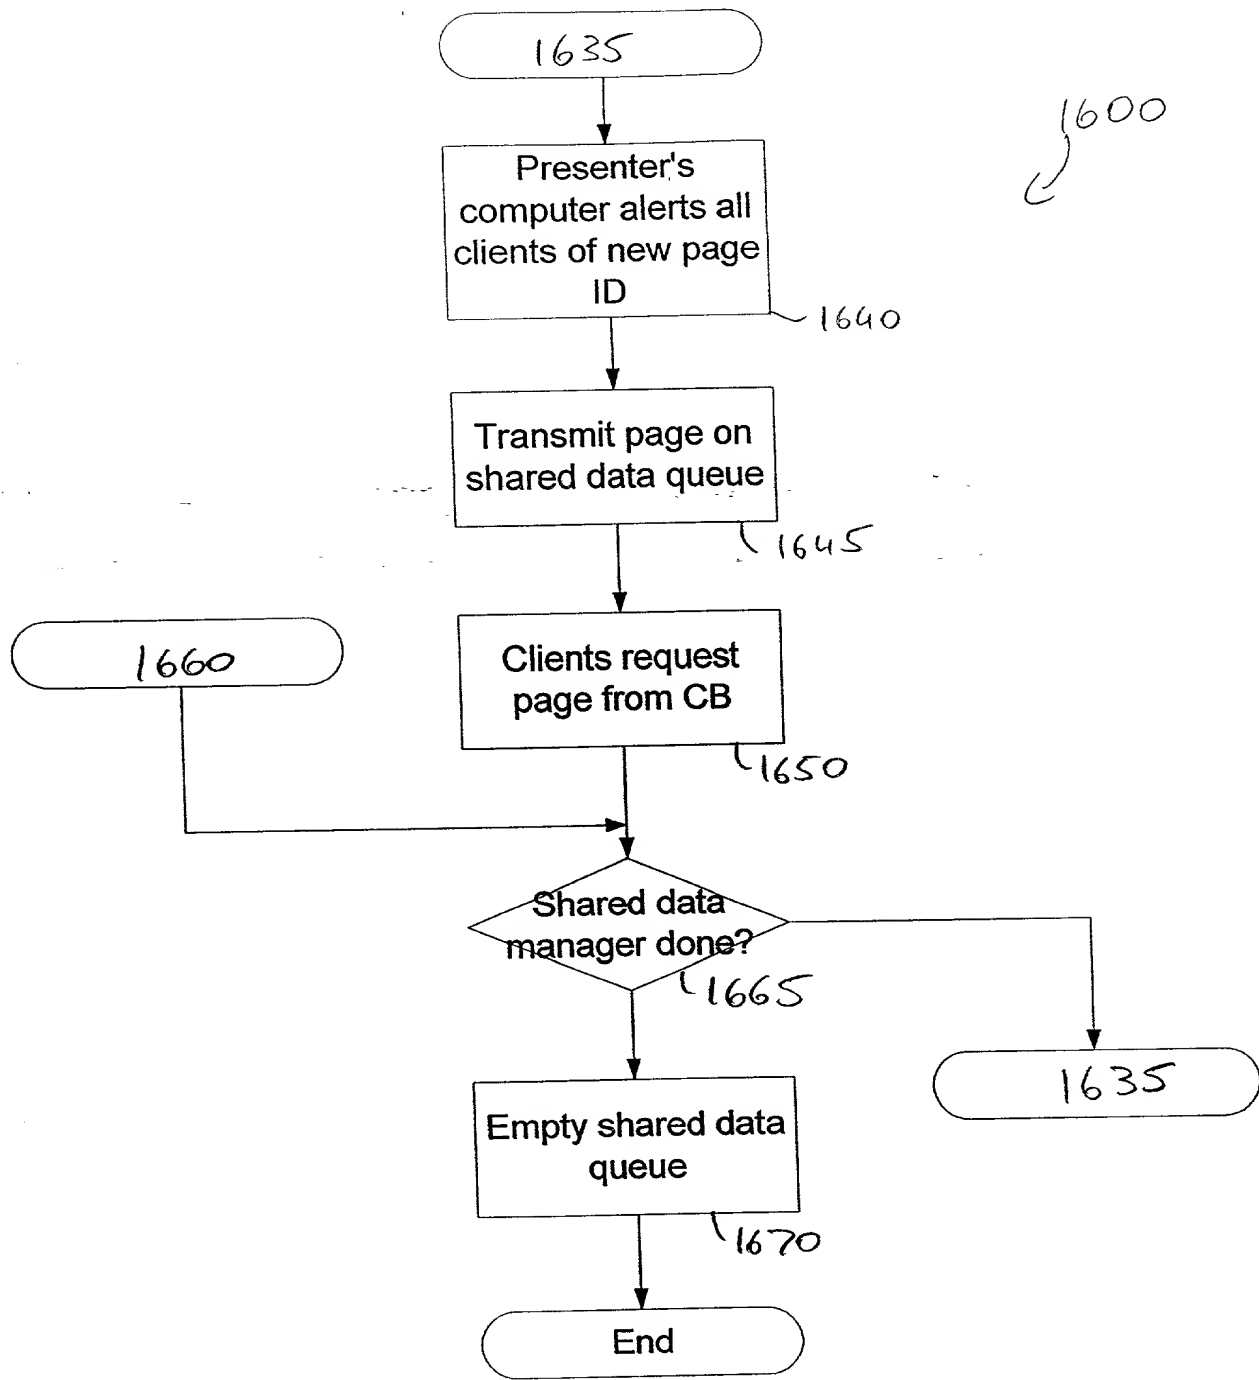 1635
1600
Presenter's
computer alerts all
clients of new page
ID
1640
Transmit page on
shared data queue
1645
1660
Clients request
page from CB
1650
Shared data
manager done?
1665
1635
Empty shared data
queue
1670
End